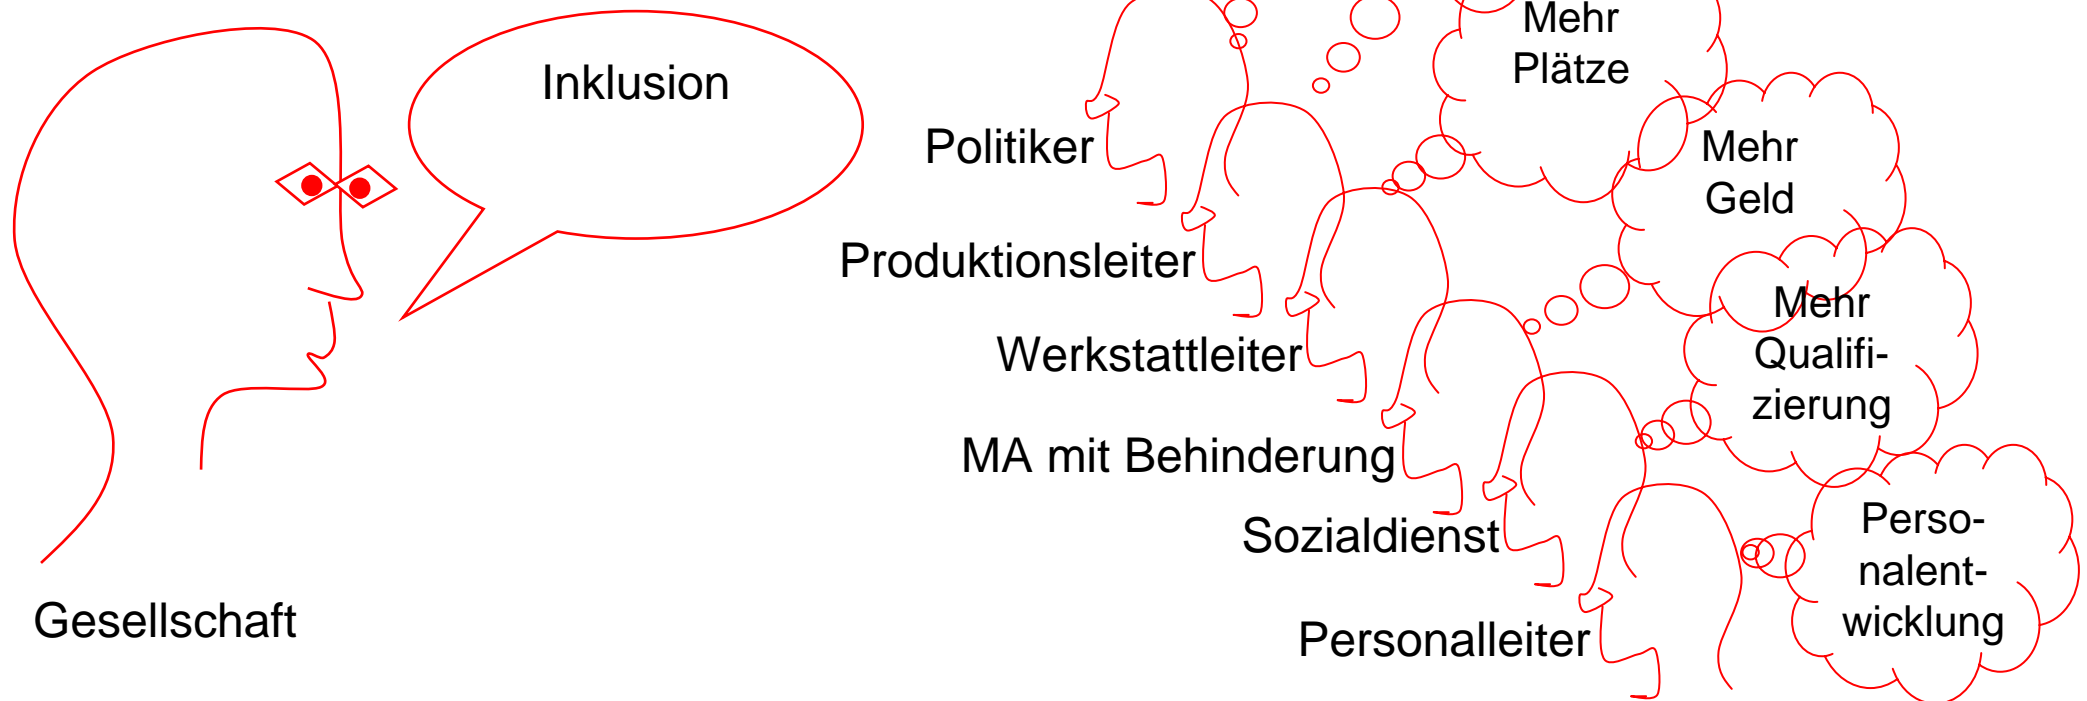 Inklusion
Gesellschaft
Politiker
Produktionsleiter
Werkstattleiter
MA mit Behinderung
Sozialdienst
Personalleiter
Mehr
Plätze
Mehr
Geld
Mehr
Qualifi-
zierung
Perso-
nalent-
wicklung